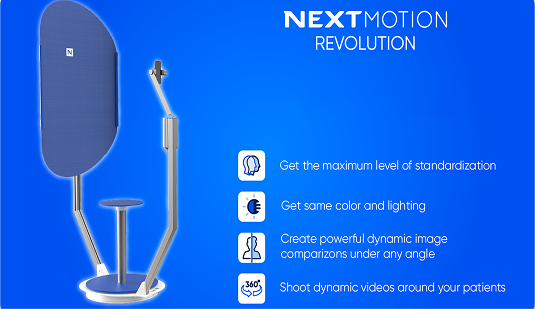 NEXTMOTION
REVOLUTION
N
Get the maximum level of standardization
Get same color and lighting
Create powerful dynamic image
comparizons under any angle
360°
Shoot dynamic videos around your patients